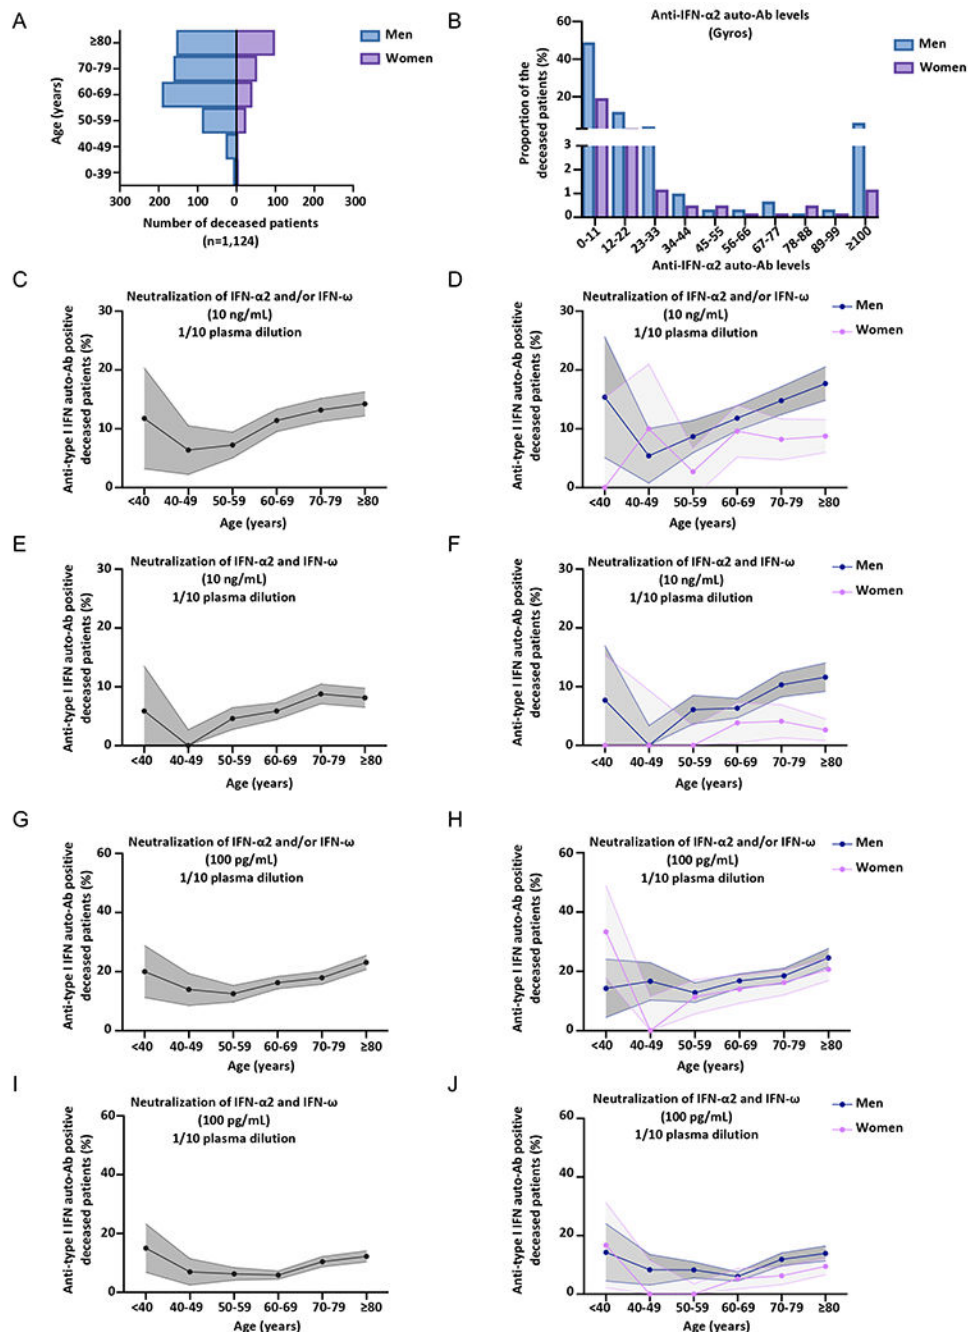 A
Age (years)
≥80
70-79
60-69
50-59
40-49
0-39
300 200 100 0 100 200 300
Number of deceased patients
(n=1,124)
Men
Women
B
Anti-IFN-α2 auto-Ab levels
(Gyros)
Proportion of the
deceased patients (%)
60
40
20
3
2
1
0
0-11 12-22 23-33 34-44 45-55 56-66 67-77 78-88 89-99 ≥100
Anti-IFN-α2 auto-Ab levels
Men
Women
C
Neutralization of IFN-α2 and/or IFN-ω
(10 ng/mL)
1/10 plasma dilution
Anti-type I IFN auto-Ab positive
deceased patients (%)
30
20
10
0
<40 40-49 50-59 60-69 70-79 ≥80
Age (years)
D
Neutralization of IFN-α2 and/or IFN-ω
(10 ng/mL)
1/10 plasma dilution
Anti-type I IFN auto-Ab positive
deceased patients (%)
30
20
10
0
<40 40-49 50-59 60-69 70-79 ≥80
Age (years)
Men
Women
E
Neutralization of IFN-α2 and IFN-ω
(10 ng/mL)
1/10 plasma dilution
Anti-type I IFN auto-Ab positive
deceased patients (%)
30
20
10
0
<40 40-49 50-59 60-69 70-79 ≥80
Age (years)
F
Neutralization of IFN-α2 and IFN-ω
(10 ng/mL)
1/10 plasma dilution
Anti-type I IFN auto-Ab positive
deceased patients (%)
30
20
10
0
<40 40-49 50-59 60-69 70-79 ≥80
Age (years)
Men
Women
G
Neutralization of IFN-α2 and/or IFN-ω
(100 pg/mL)
1/10 plasma dilution
Anti-type I IFN auto-Ab positive
deceased patients (%)
60
40
20
0
<40 40-49 50-59 60-69 70-79 ≥80
Age (years)
H
Neutralization of IFN-α2 and/or IFN-ω
(100 pg/mL)
1/10 plasma dilution
Anti-type I IFN auto-Ab positive
deceased patients (%)
60
40
20
0
<40 40-49 50-59 60-69 70-79 ≥80
Age (years)
Men
Women
I
Neutralization of IFN-α2 and IFN-ω
(100 pg/mL)
1/10 plasma dilution
Anti-type I IFN auto-Ab positive
deceased patients (%)
60
40
20
0
<40 40-49 50-59 60-69 70-79 ≥80
Age (years)
J
Neutralization of IFN-α2 and IFN-ω
(100 pg/mL)
1/10 plasma dilution
Anti-type I IFN auto-Ab positive
deceased patients (%)
60
40
20
0
<40 40-49 50-59 60-69 70-79 ≥80
Age (years)
Men
Women